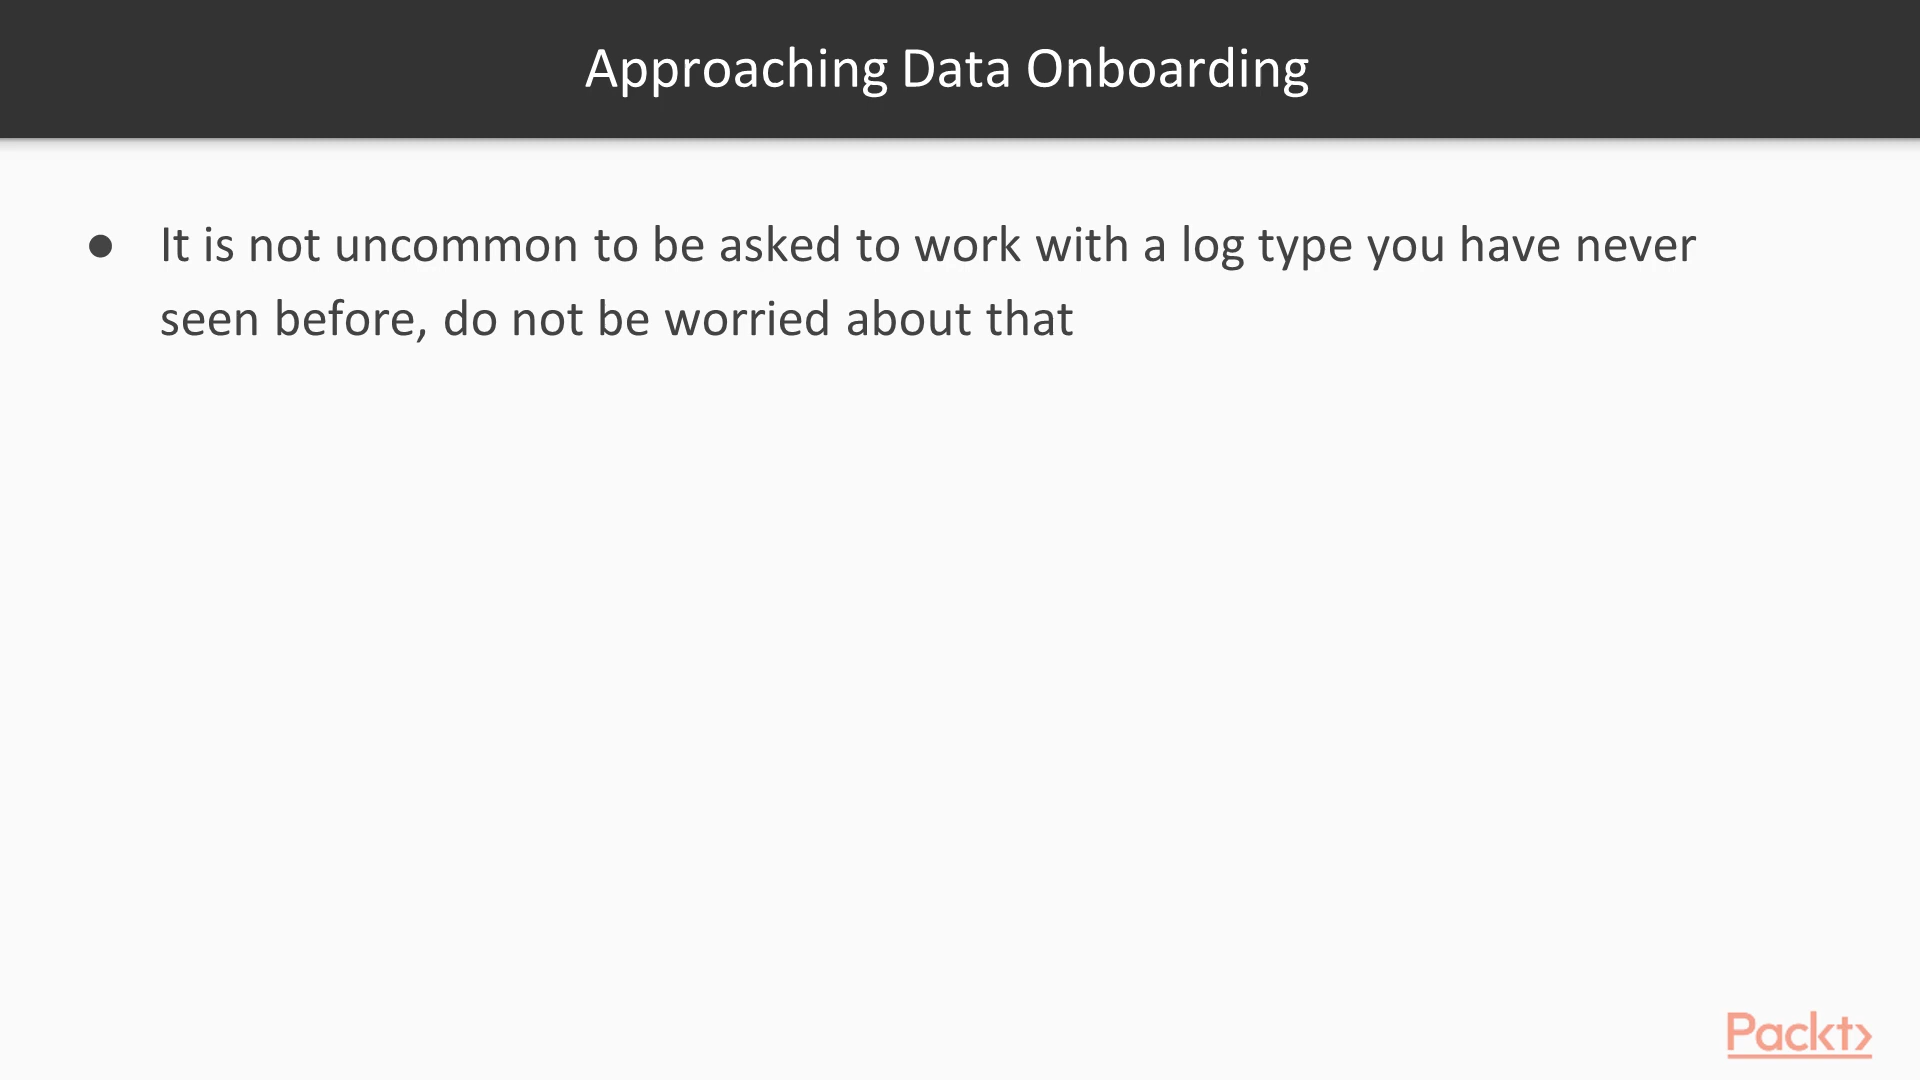 Approaching Data Onboarding
● It is not uncommon to be asked to work with a log type you have never
seen before, do not be worried about that
Packt>